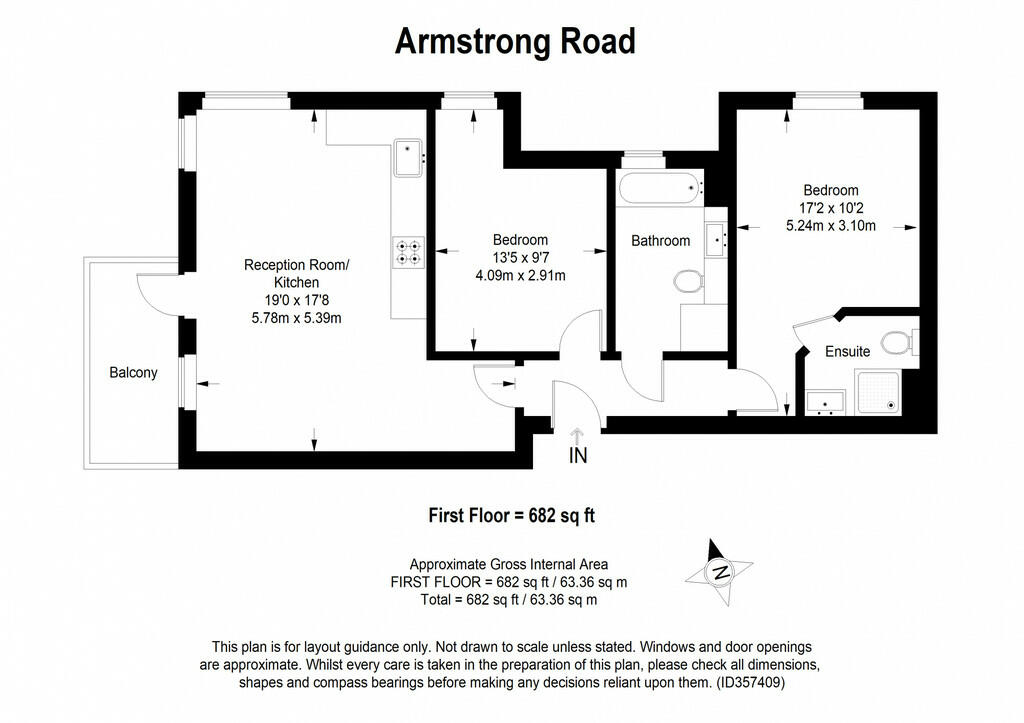 Armstrong Road
Reception Room/
Kitchen
19'0 x 17'8
5.78m x 5.39m
Bedroom
13'5 x 9'7
4.09m x 2.91m
Bathroom
Bedroom
17'2 x 10'2
5.24m x 3.10m
Ensuite
Balcony
IN
First Floor = 682 sq ft
Approximate Gross Internal Area
FIRST FLOOR = 682 sq ft / 63.36 sq m
Total = 682 sq ft / 63.36 sq m
N
This plan is for layout guidance only. Not drawn to scale unless stated. Windows and door openings
are approximate. Whilst every care is taken in the preparation of this plan, please check all dimensions,
shapes and compass bearings before making any decisions reliant upon them. (ID357409)